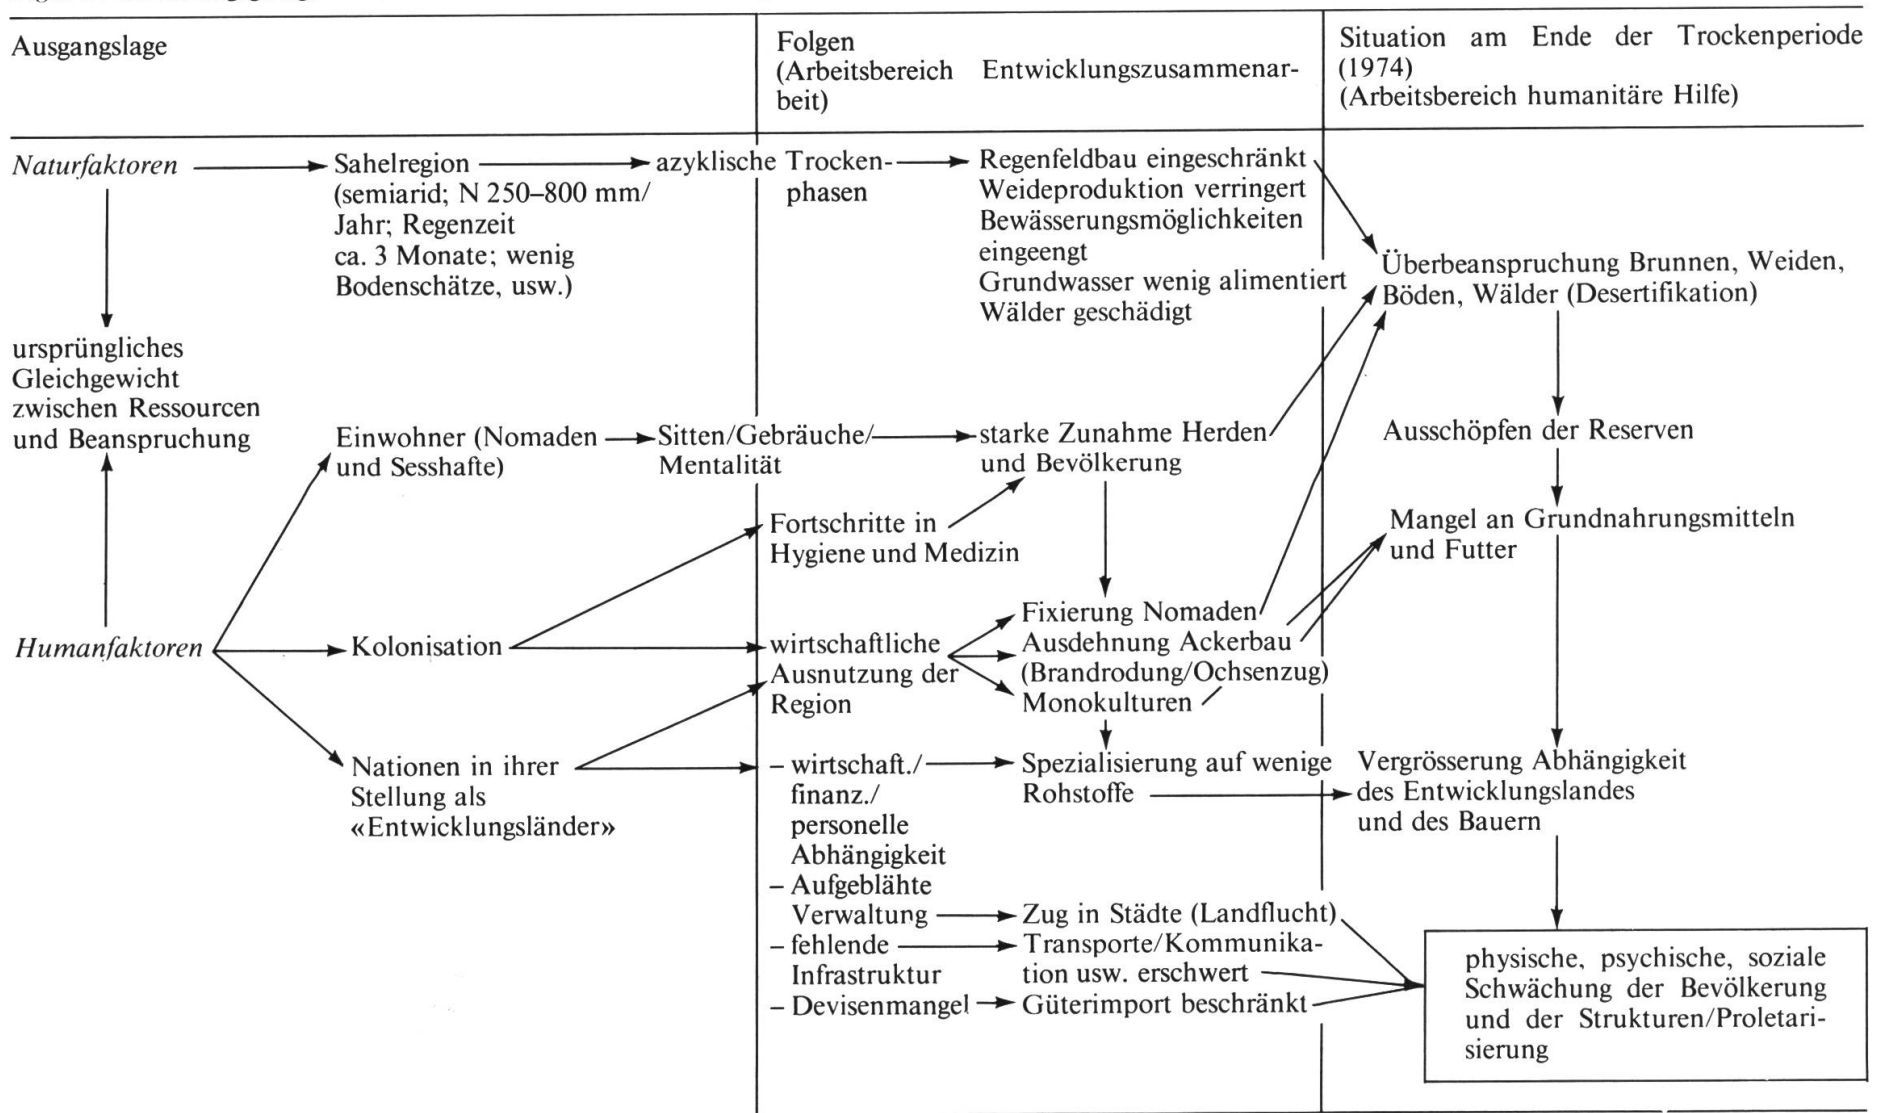 Ausgangslage
Folgen
(Arbeitsbereich Entwicklungszusammenar-
beit)
Situation am Ende der Trockenperiode
(1974)
(Arbeitsbereich humanitäre Hilfe)
Naturfaktoren
Sahelregion
(semiarid; N 250–800 mm/
Jahr; Regenzeit
ca. 3 Monate; wenig
Bodenschätze, usw.)
azyklische Trocken-
phasen
Regenfeldbau eingeschränkt
Weideproduktion verringert
Bewässerungsmöglichkeiten
eingeengt
Grundwasser wenig alimentiert
Wälder geschädigt
Überbeanspruchung Brunnen, Weiden,
Böden, Wälder (Desertifikation)
ursprüngliches
Gleichgewicht
zwischen Ressourcen
und Beanspruchung
Einwohner (Nomaden
und Sesshafte)
Sitten/Gebräuche/
Mentalität
starke Zunahme Herden
und Bevölkerung
Ausschöpfen der Reserven
Fortschritte in
Hygiene und Medizin
Mangel an Grundnahrungsmitteln
und Futter
Humanfaktoren
Kolonisation
wirtschaftliche
Ausnutzung der
Region
Fixierung Nomaden
Ausdehnung Ackerbau
(Brandrodung/Ochsenzug)
Monokulturen
Nationen in ihrer
Stellung als
«Entwicklungsländer»
– wirtschaft./
finanz./
personelle
Abhängigkeit
– Aufgeblähte
Verwaltung
– fehlende
Infrastruktur
– Devisenmangel
Spezialisierung auf wenige
Rohstoffe
Zug in Städte (Landflucht)
Transporte/Kommunika-
tion usw. erschwert
Güterimport beschränkt
Vergrösserung Abhängigkeit
des Entwicklungslandes
und des Bauern
physische, psychische, soziale
Schwächung der Bevölkerung
und der Strukturen/Proletari-
sierung